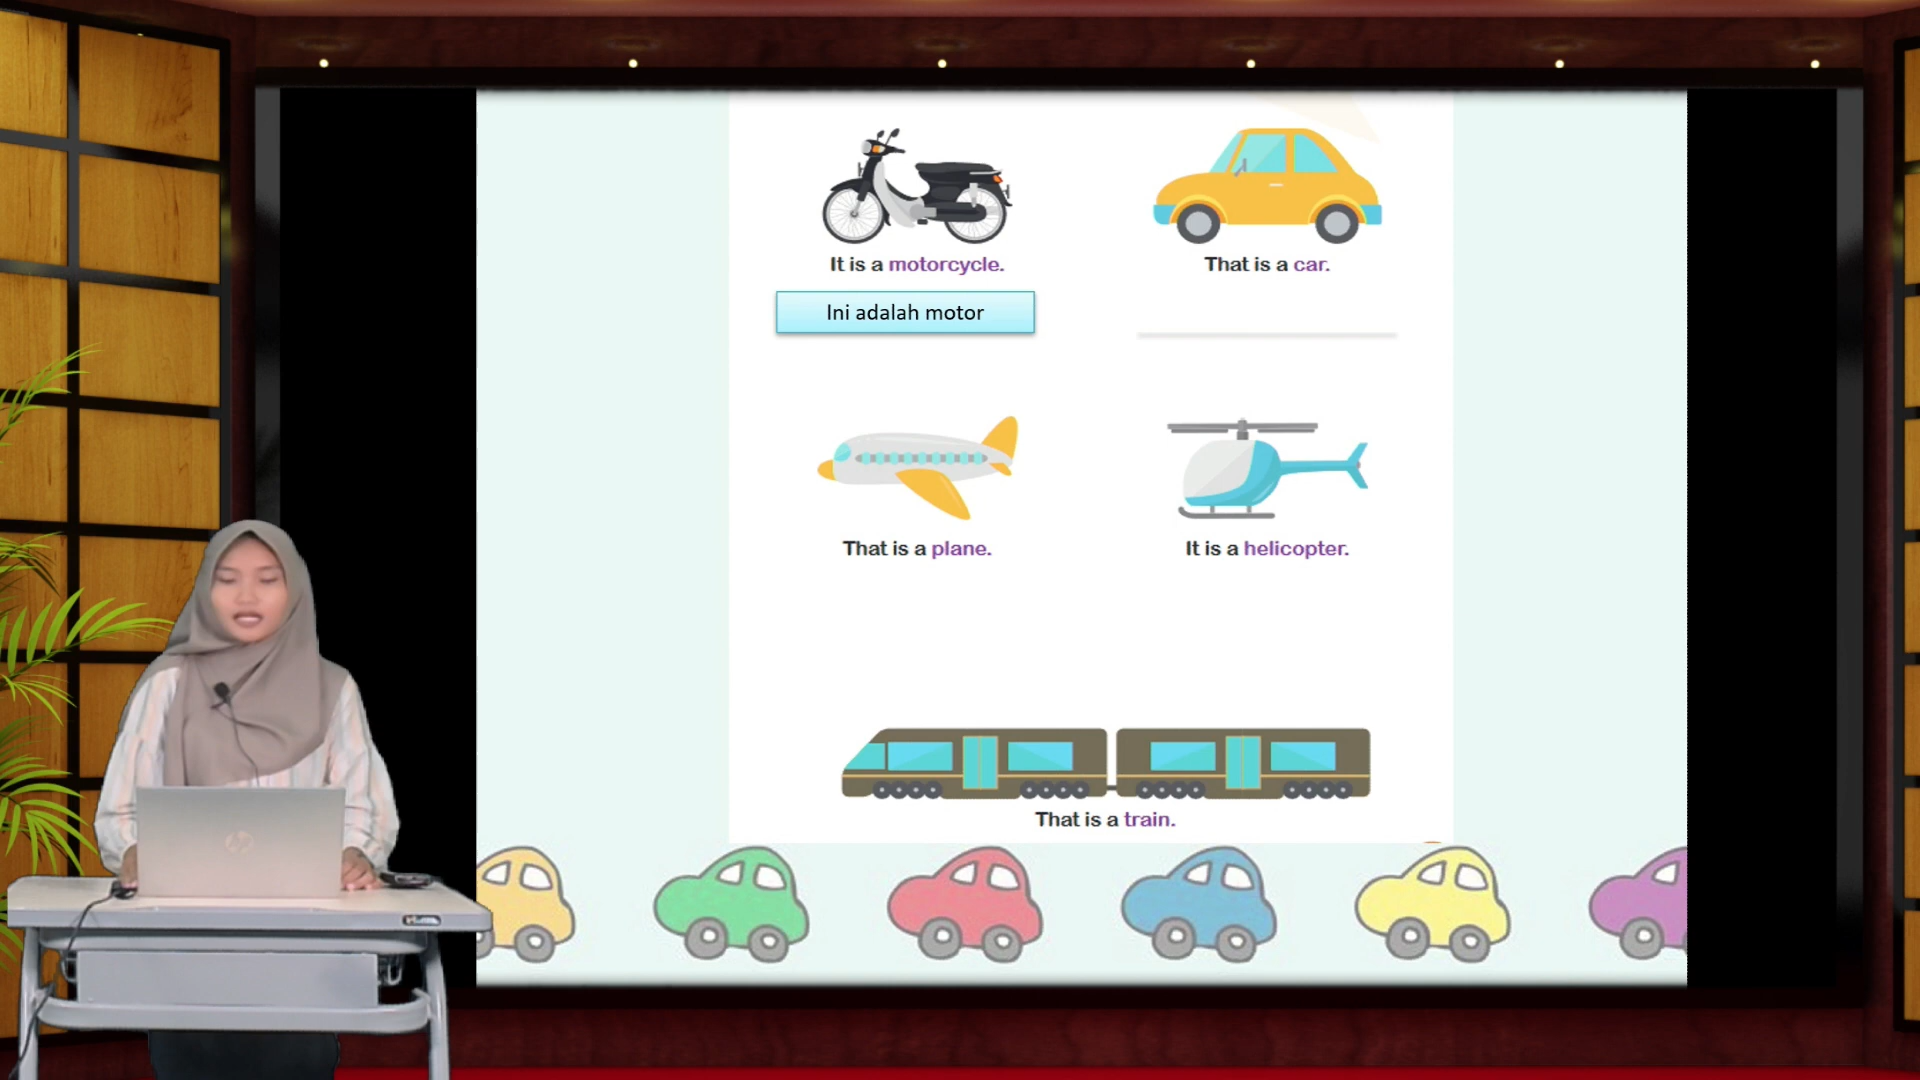 It is a motorcycle.
That is a car.
Ini adalah motor
That is a plane.
It is a helicopter.
That is a train.